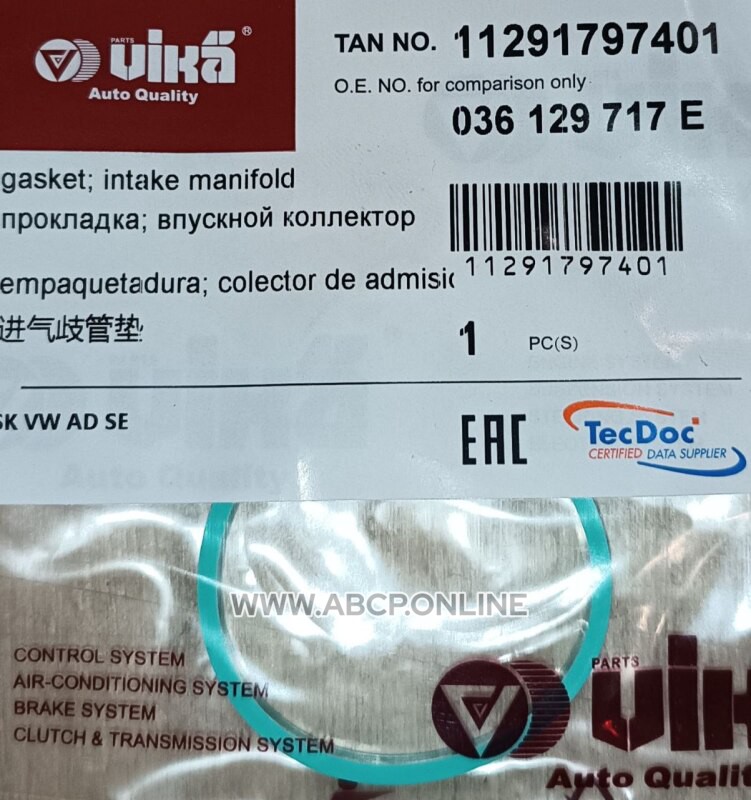 PARTS
vika®
Auto Quality
TAN NO. 11291797401
O.E. NO. for comparison only
036 129 717 E
gasket; intake manifold
прокладка; впускной коллектор
empaquetadura; colector de admisic
进气歧管垫
11291797401
1 PC(S)
SK VW AD SE
EAC
TecDoc
CERTIFIED DATA SUPPLIER
WWW.ABCP.ONLINE
CONTROL SYSTEM
AIR-CONDITIONING SYSTEM
BRAKE SYSTEM
CLUTCH & TRANSMISSION SYSTEM
PARTS
vik
Auto Quali